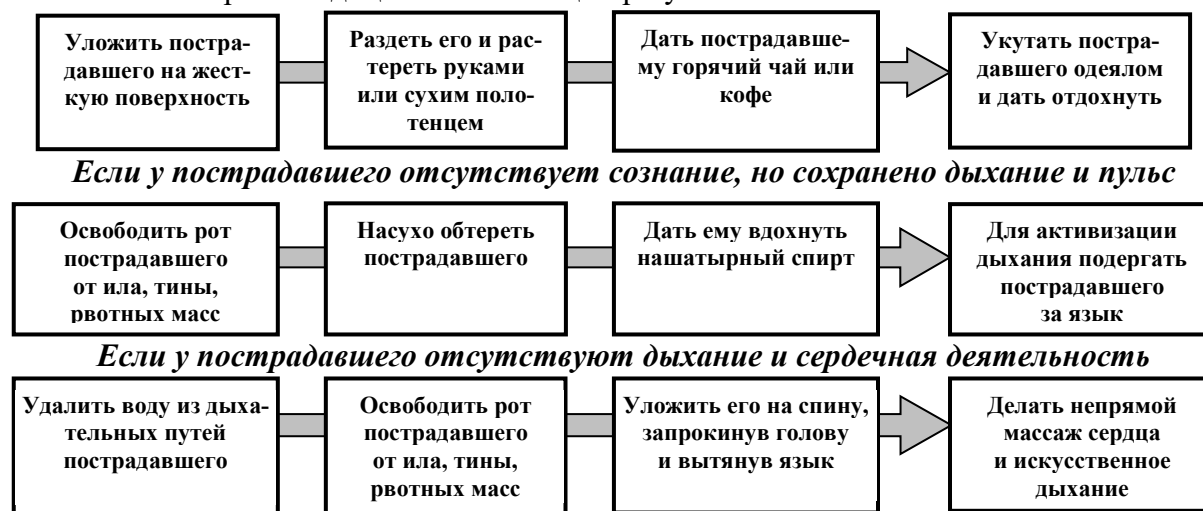 Уложить постра-
давшего на жест-
кую поверхность
Раздеть его и рас-
тереть руками
или сухим поло-
тенцем
Дать пострадавше-
му горячий чай или
кофе
Укутать постра-
давшего одеялом
и дать отдохнуть
Если у пострадавшего отсутствует сознание, но сохранено дыхание и пульс
Освободить рот
пострадавшего
от ила, тины,
рвотных масс
Насухо обтереть
пострадавшего
Дать ему вдохнуть
нашатырный спирт
Для активизации
дыхания подергать
пострадавшего
за язык
Если у пострадавшего отсутствуют дыхание и сердечная деятельность
Удалить воду из дыха-
тельных путей
пострадавшего
Освободить рот
пострадавшего
от ила, тины,
рвотных масс
Уложить его на спину,
запрокинув голову
и вытянув язык
Делать непрямой
массаж сердца
и искусственное
дыхание